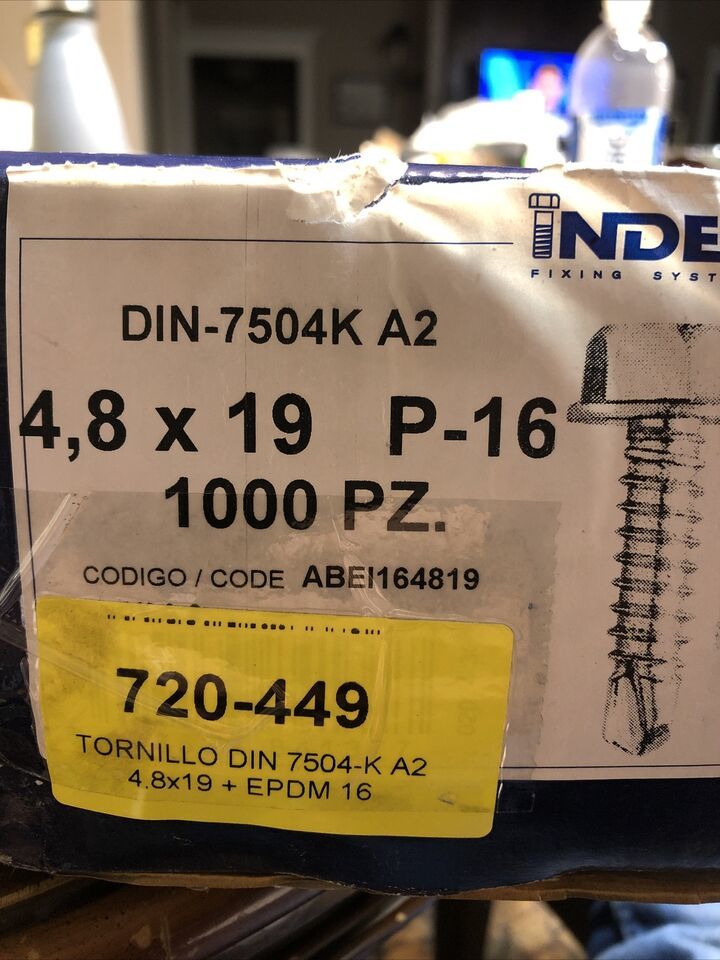 INDE
FIXING SYST
DIN-7504K A2
4,8 x 19 P-16
1000 PZ.
CODIGO / CODE ABEI164819
720-449
TORNILLO DIN 7504-K A2
4.8x19 + EPDM 16